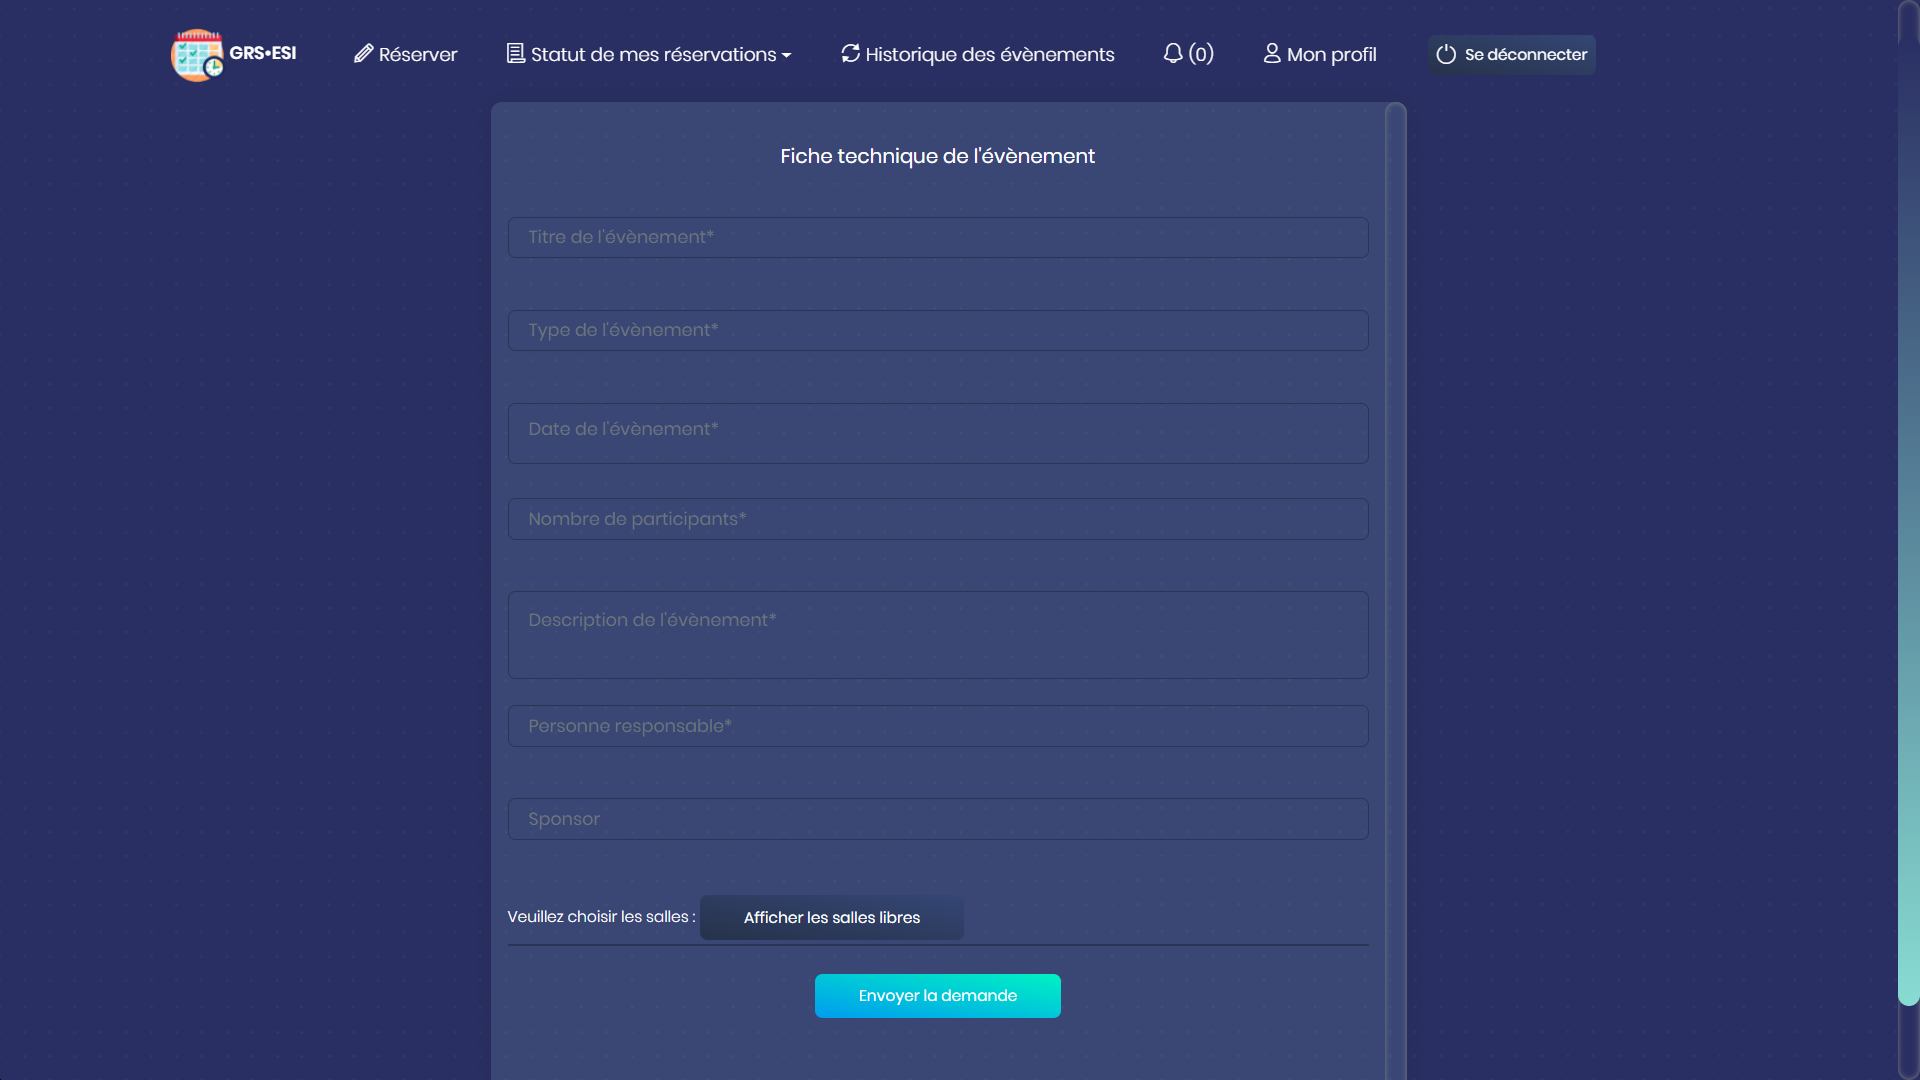 GRS•ESI
Réserver
Statut de mes réservations
Historique des évènements
(0)
Mon profil
Se déconnecter
Fiche technique de l'évènement
Titre de l'évènement*
Type de l'évènement*
Date de l'évènement*
Nombre de participants*
Description de l'évènement*
Personne responsable*
Sponsor
Veuillez choisir les salles :
Afficher les salles libres
Envoyer la demande